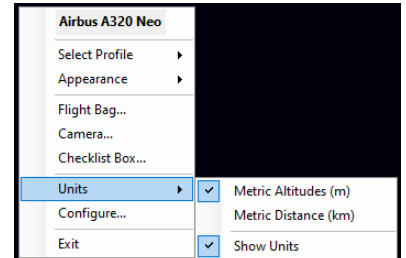 Airbus A320 Neo
Select Profile
Appearance
Flight Bag...
Camera...
Checklist Box...
Units
Configure...
Exit
Metric Altitudes (m)
Metric Distance (km)
Show Units